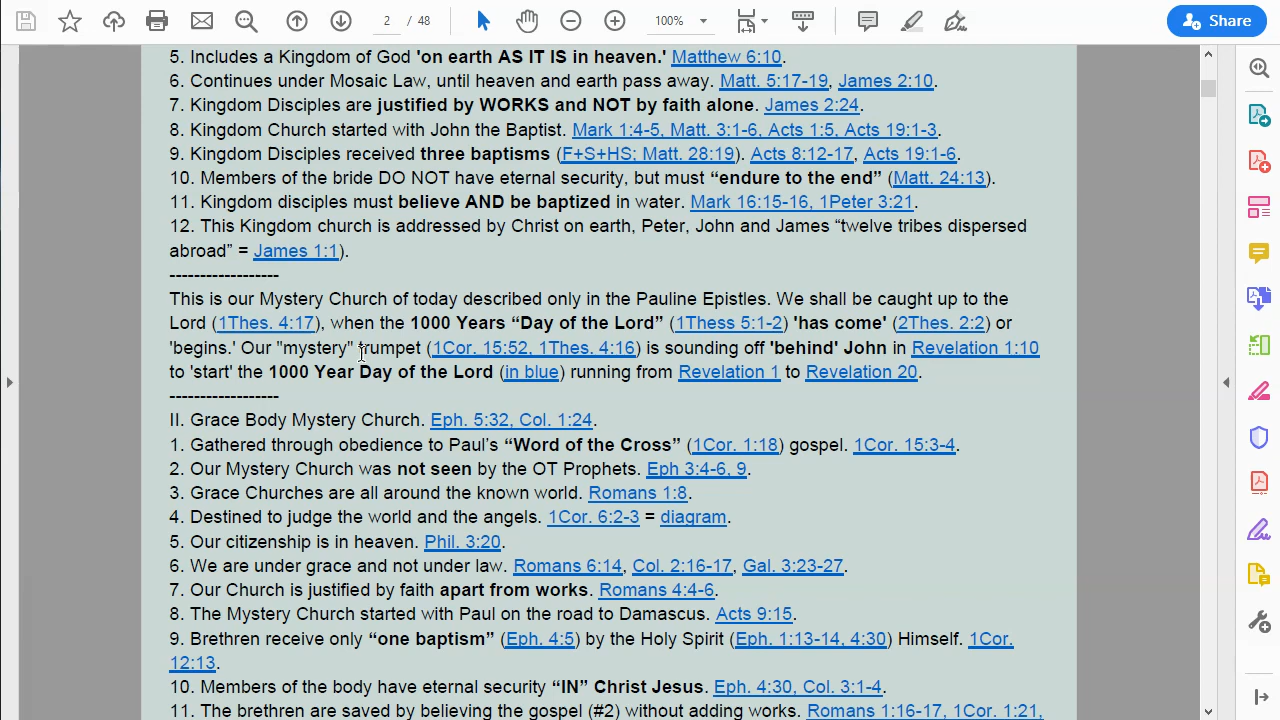 2 / 48
100%
Share
5. Includes a Kingdom of God 'on earth AS IT IS in heaven.' Matthew 6:10.
6. Continues under Mosaic Law, until heaven and earth pass away. Matt. 5:17-19, James 2:10.
7. Kingdom Disciples are justified by WORKS and NOT by faith alone. James 2:24.
8. Kingdom Church started with John the Baptist. Mark 1:4-5, Matt. 3:1-6, Acts 1:5, Acts 19:1-3.
9. Kingdom Disciples received three baptisms (F+S+HS: Matt. 28:19). Acts 8:12-17, Acts 19:1-6.
10. Members of the bride DO NOT have eternal security, but must “endure to the end” (Matt. 24:13).
11. Kingdom disciples must believe AND be baptized in water. Mark 16:15-16, 1Peter 3:21.
12. This Kingdom church is addressed by Christ on earth, Peter, John and James “twelve tribes dispersed
abroad” = James 1:1).
------------------
This is our Mystery Church of today described only in the Pauline Epistles. We shall be caught up to the
Lord (1Thes. 4:17), when the 1000 Years “Day of the Lord” (1Thess 5:1-2) 'has come' (2Thes. 2:2) or
'begins.' Our "mystery" trumpet (1Cor. 15:52, 1Thes. 4:16) is sounding off 'behind' John in Revelation 1:10
to 'start' the 1000 Year Day of the Lord (in blue) running from Revelation 1 to Revelation 20.
------------------
II. Grace Body Mystery Church. Eph. 5:32, Col. 1:24.
1. Gathered through obedience to Paul’s “Word of the Cross” (1Cor. 1:18) gospel. 1Cor. 15:3-4.
2. Our Mystery Church was not seen by the OT Prophets. Eph 3:4-6, 9.
3. Grace Churches are all around the known world. Romans 1:8.
4. Destined to judge the world and the angels. 1Cor. 6:2-3 = diagram.
5. Our citizenship is in heaven. Phil. 3:20.
6. We are under grace and not under law. Romans 6:14, Col. 2:16-17, Gal. 3:23-27.
7. Our Church is justified by faith apart from works. Romans 4:4-6.
8. The Mystery Church started with Paul on the road to Damascus. Acts 9:15.
9. Brethren receive only “one baptism” (Eph. 4:5) by the Holy Spirit (Eph. 1:13-14, 4:30) Himself. 1Cor.
12:13.
10. Members of the body have eternal security “IN” Christ Jesus. Eph. 4:30, Col. 3:1-4.
11. The brethren are saved by believing the gospel (#2) without adding works. Romans 1:16-17, 1Cor. 1:21,